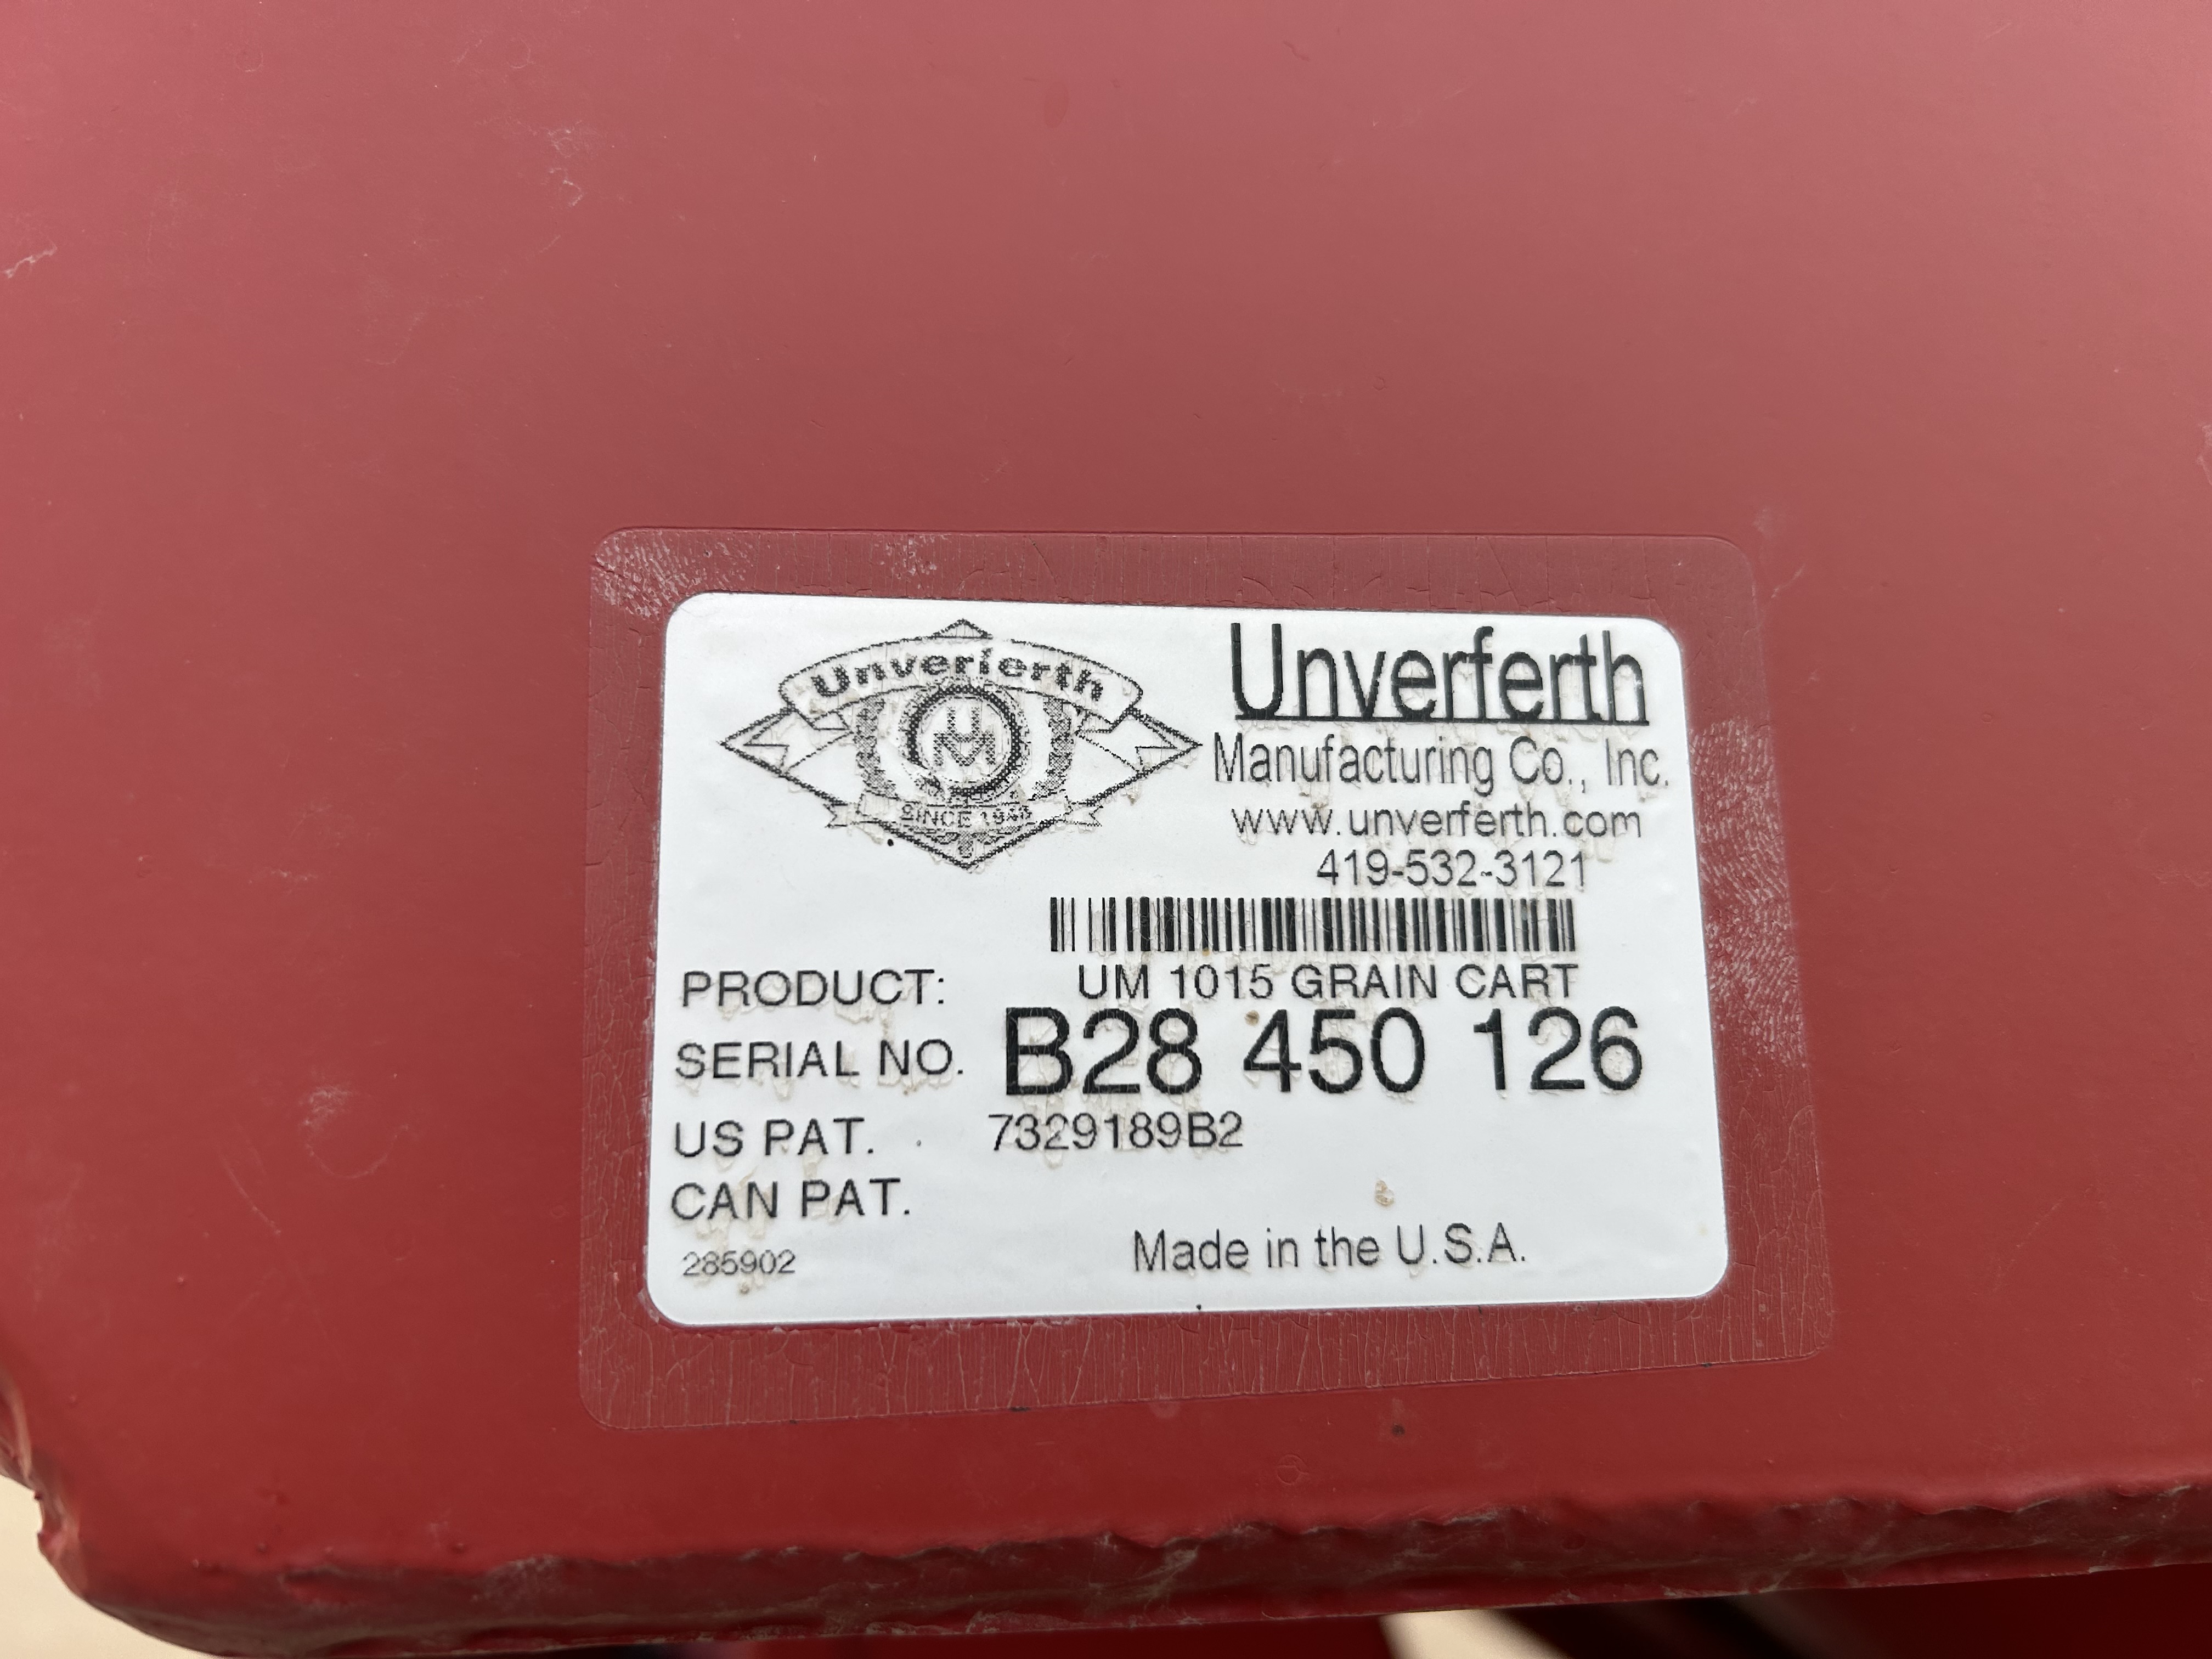 Unverferth
UM
SINCE 1948
Unverferth
Manufacturing Co., Inc.
www.unverferth.com
419-532-3121
PRODUCT: UM 1015 GRAIN CART
SERIAL NO. B28 450 126
US PAT. 7329189B2
CAN PAT.
285902
Made in the U.S.A.